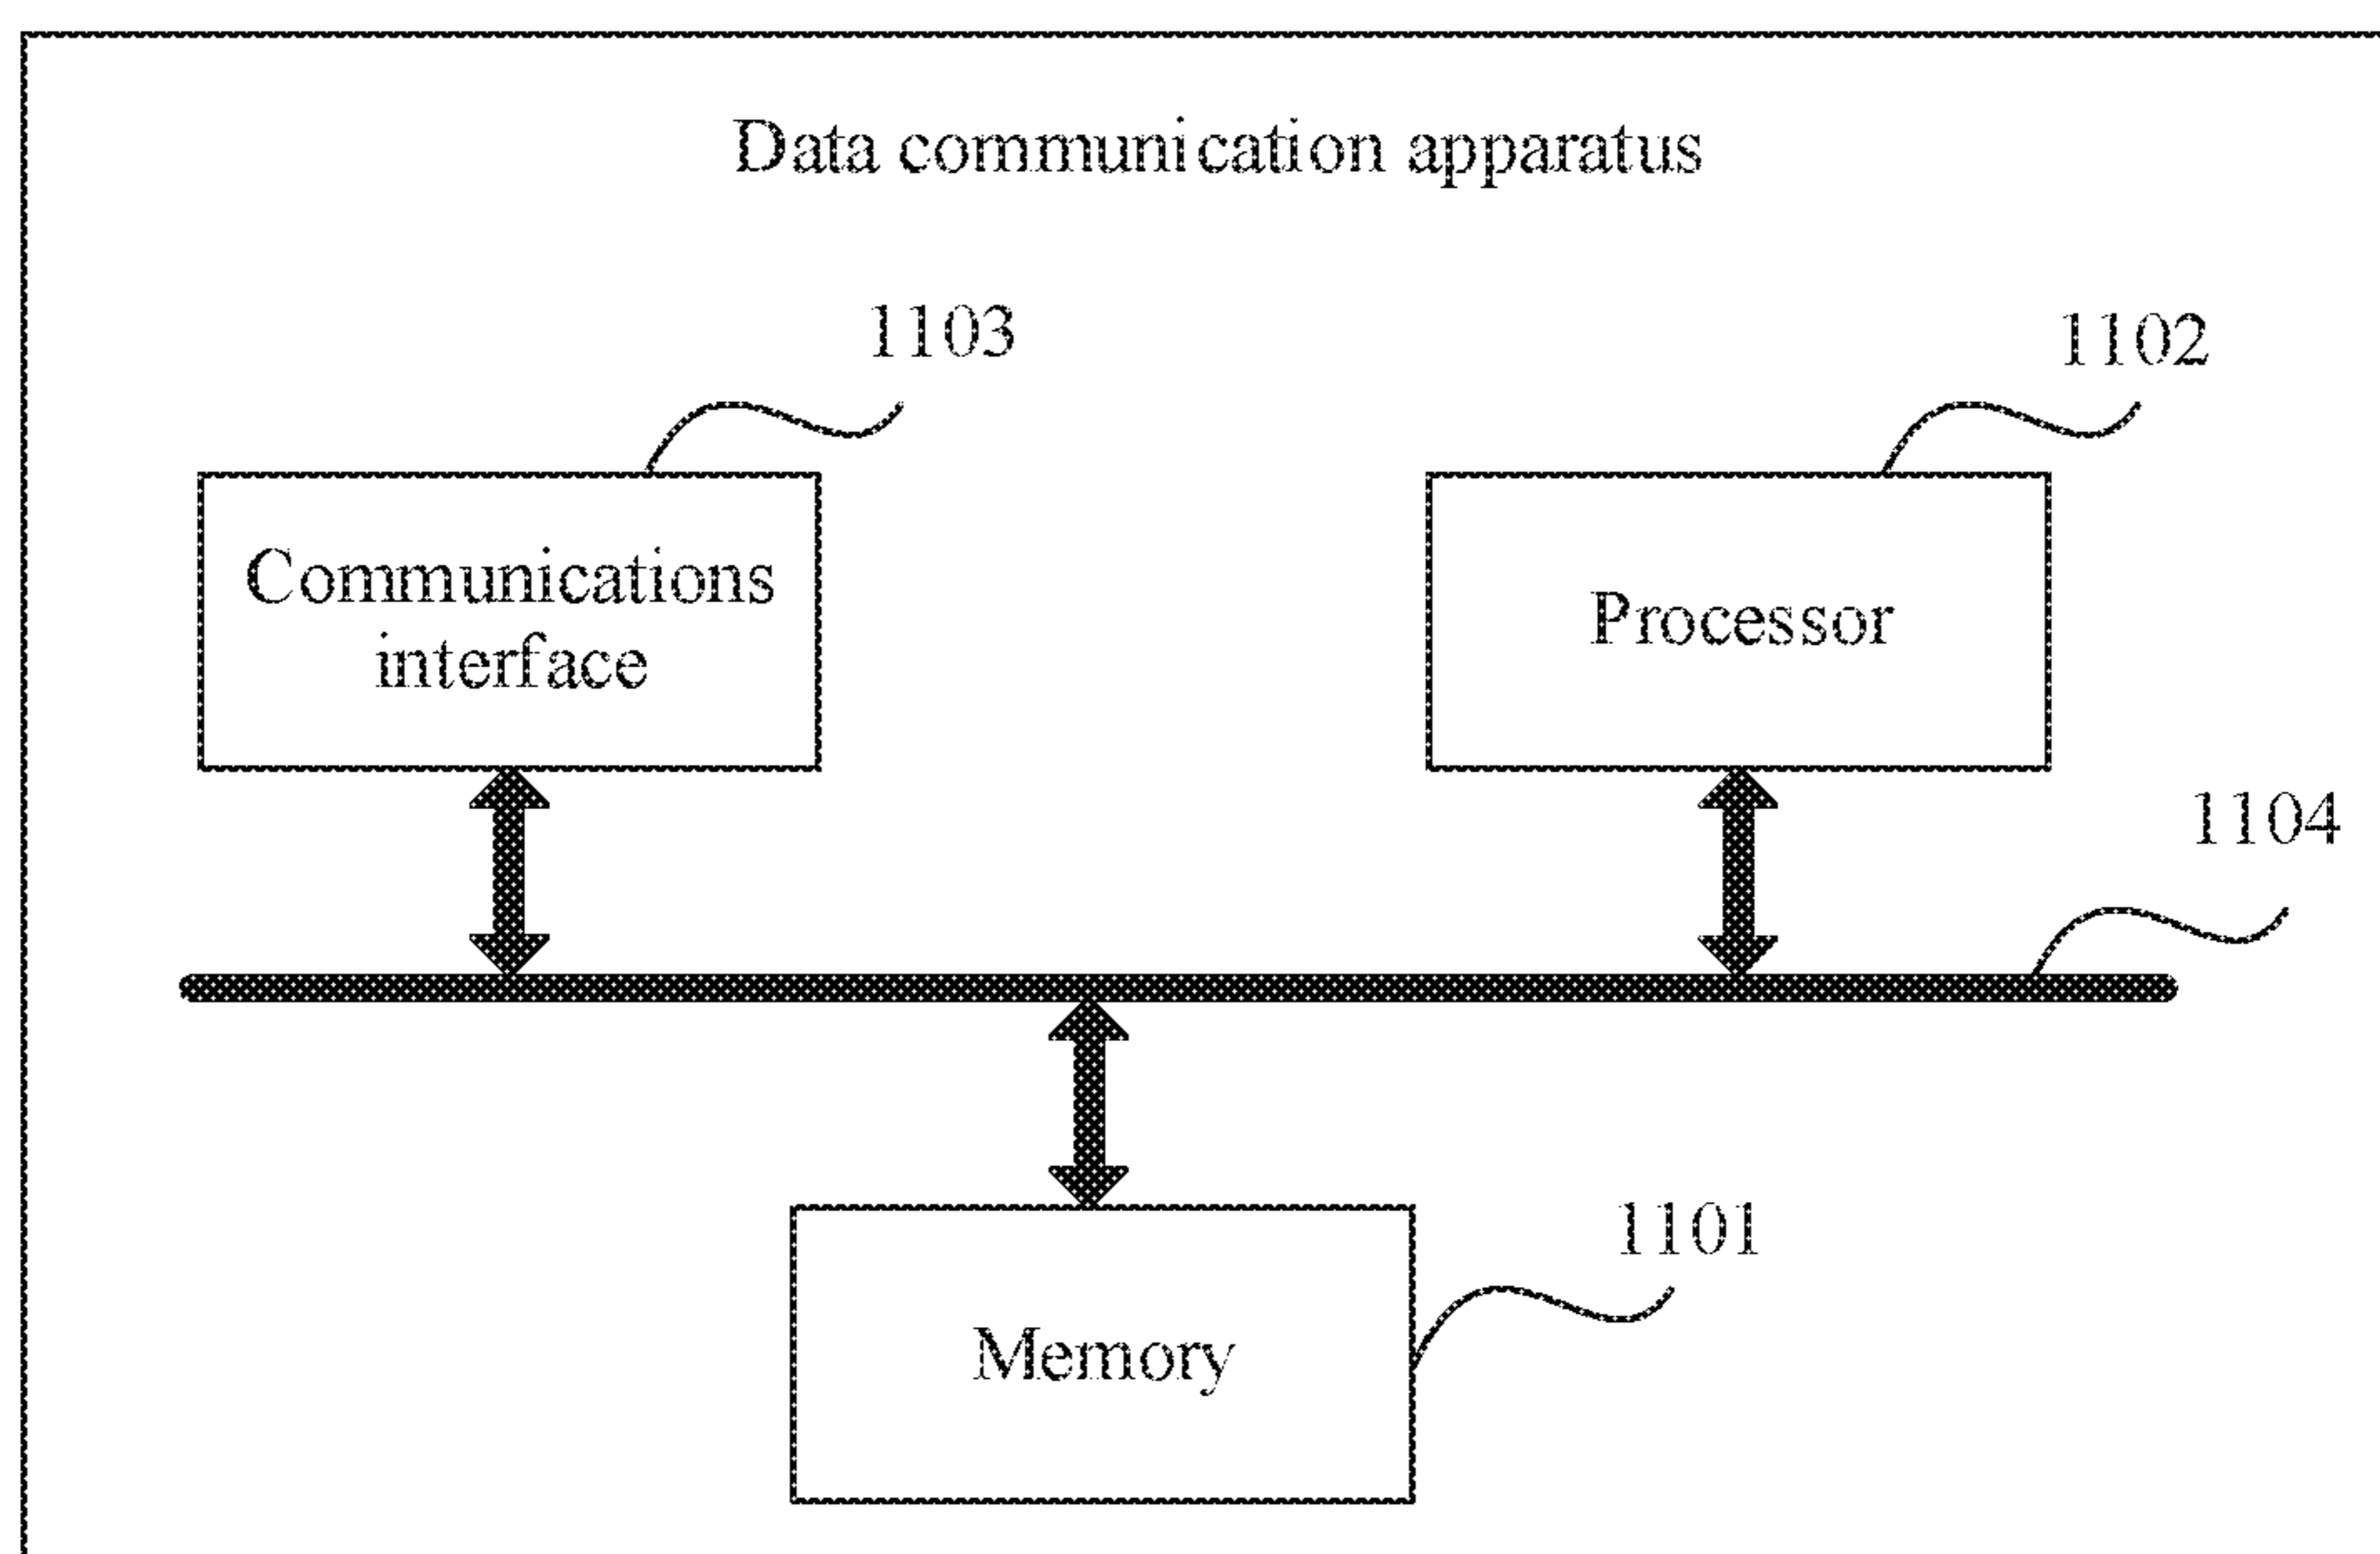 Data communication apparatus
1103
1102
Communications
interface
Processor
1104
1101
Memory